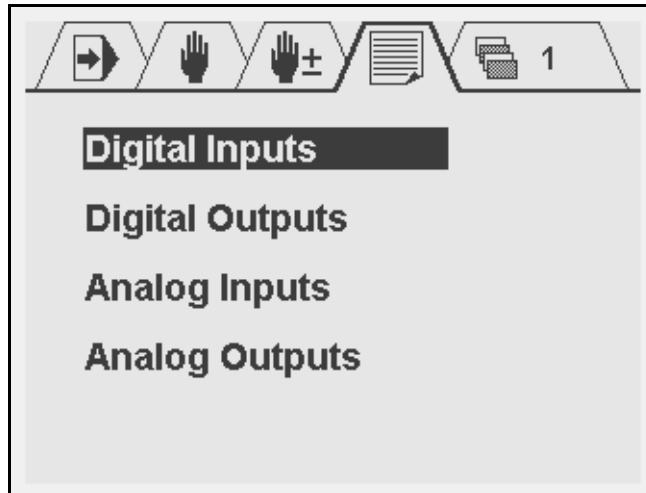 ± 1
Digital Inputs
Digital Outputs
Analog Inputs
Analog Outputs